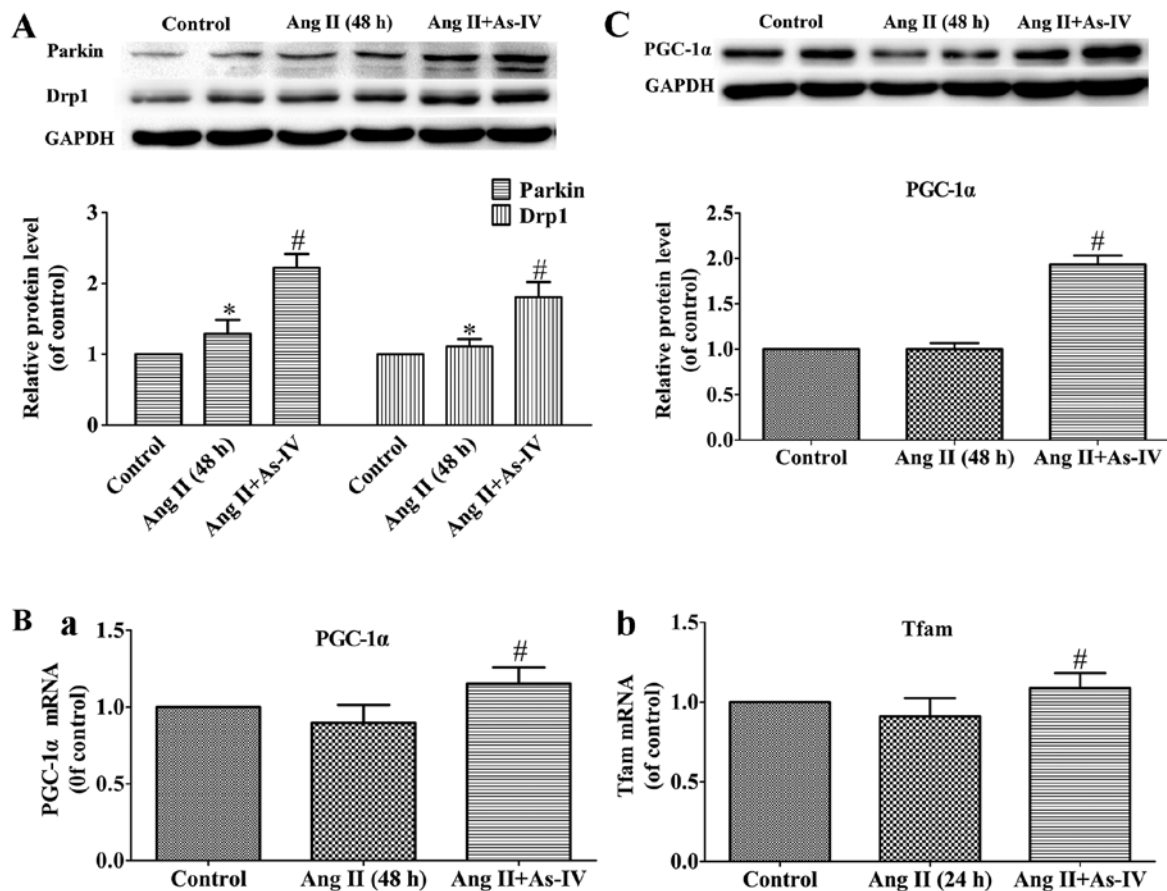 A
Control Ang II (48 h) Ang II+As-IV
Parkin
Drp1
GAPDH
Parkin
Drp1
Relative protein level
(of control)
3
2
1
0
* # * #
Control Ang II (48 h) Ang II+As-IV Control Ang II (48 h) Ang II+As-IV
C
Control Ang II (48 h) Ang II+As-IV
PGC-1α
GAPDH
PGC-1α
Relative protein level
(of control)
2.5
2.0
1.5
1.0
0.5
0.0
#
Control Ang II (48 h) Ang II+As-IV
B a
PGC-1α
PGC-1α mRNA
(0f control)
1.5
1.0
0.5
0.0
#
Control Ang II (48 h) Ang II+As-IV
b
Tfam
Tfam mRNA
(of control)
1.5
1.0
0.5
0.0
#
Control Ang II (24 h) Ang II+As-IV